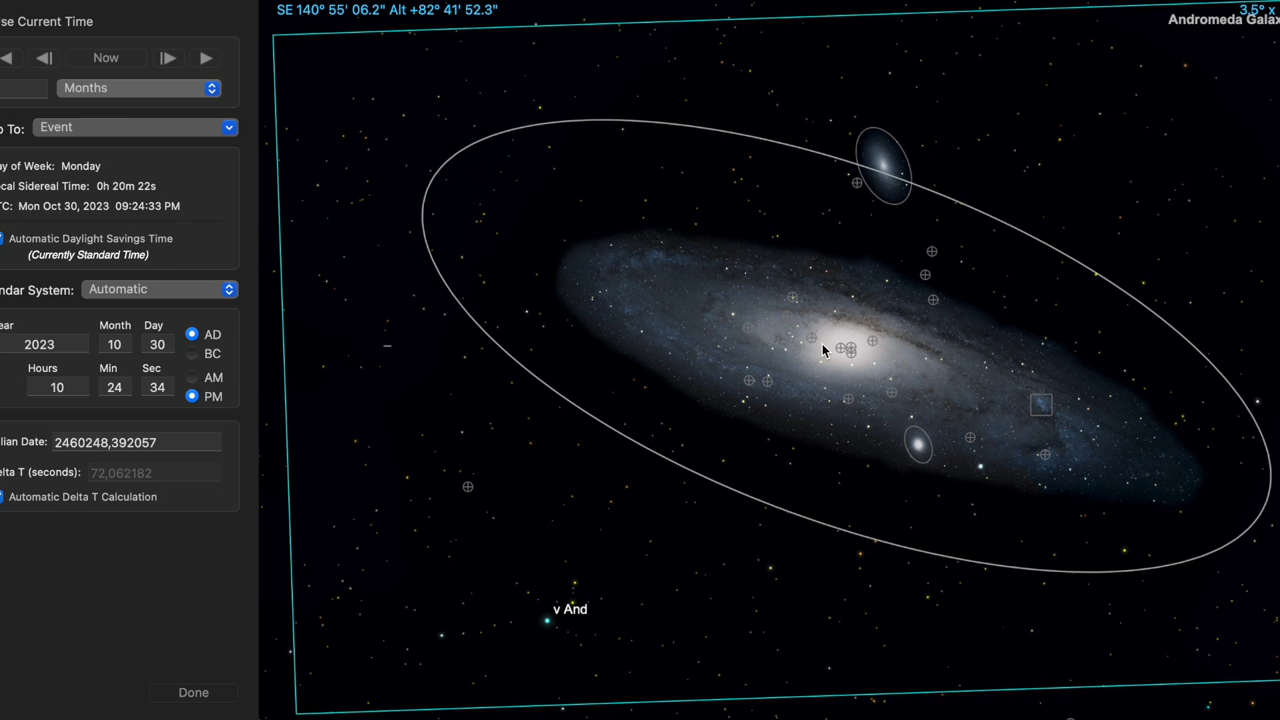 se Current Time
Now
Months
o To:
Event
ay of Week: Monday
cal Sidereal Time: 0h 20m 22s
TC: Mon Oct 30, 2023 09:24:33 PM
Automatic Daylight Savings Time
(Currently Standard Time)
ndar System:
Automatic
ear
Month
Day
2023
10
30
AD
BC
Hours
Min
Sec
10
24
34
AM
PM
lian Date:
2460248,392057
elta T (seconds):
72,062182
Automatic Delta T Calculation
Done
SE 140° 55' 06.2" Alt +82° 41' 52.3"
3,5° x
Andromeda Galax
ν And